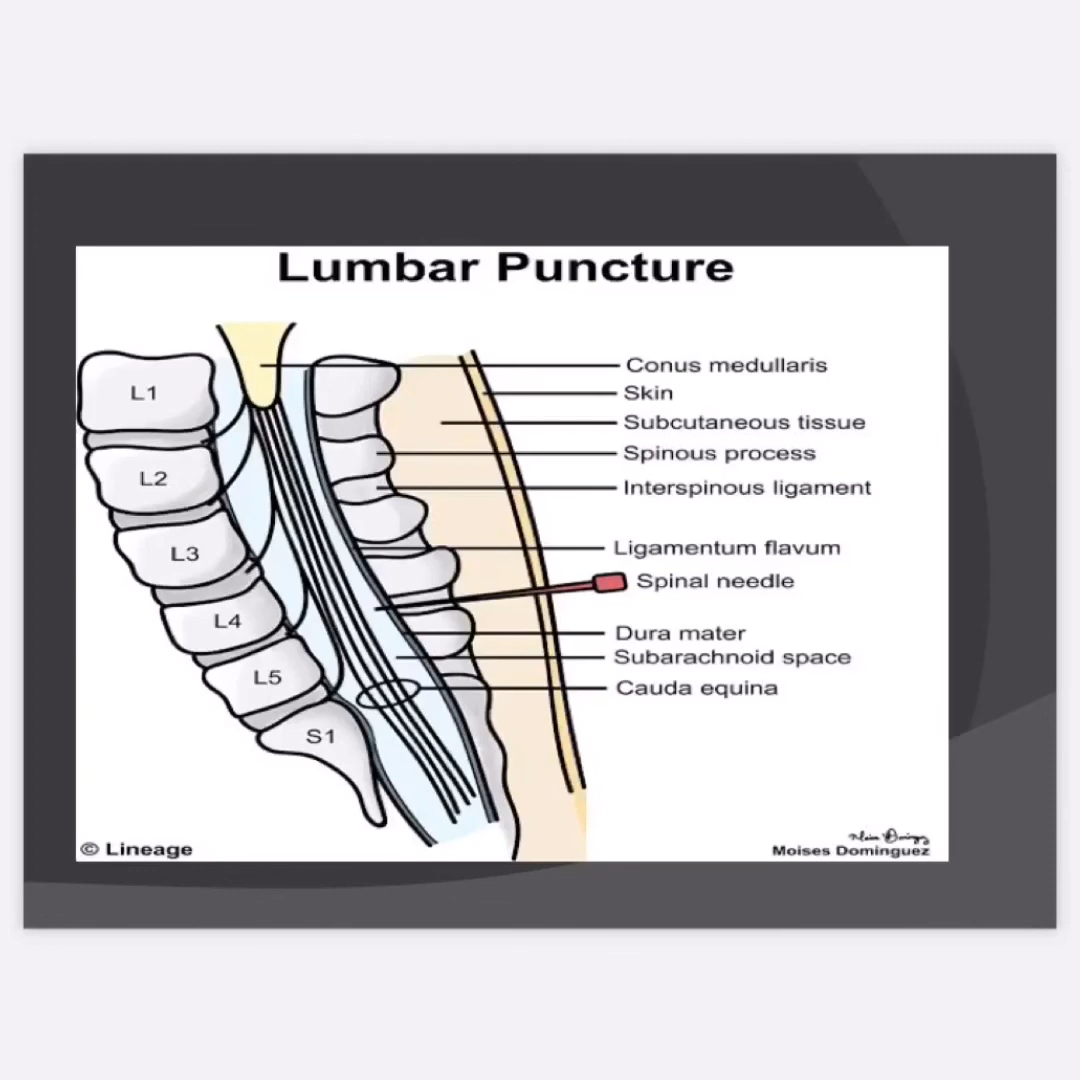 Lumbar Puncture
Conus medullaris
Skin
Subcutaneous tissue
Spinous process
Interspinous ligament
Ligamentum flavum
Spinal needle
Dura mater
Subarachnoid space
Cauda equina
L1
L2
L3
L4
L5
S1
© Lineage
Moises Dominguez